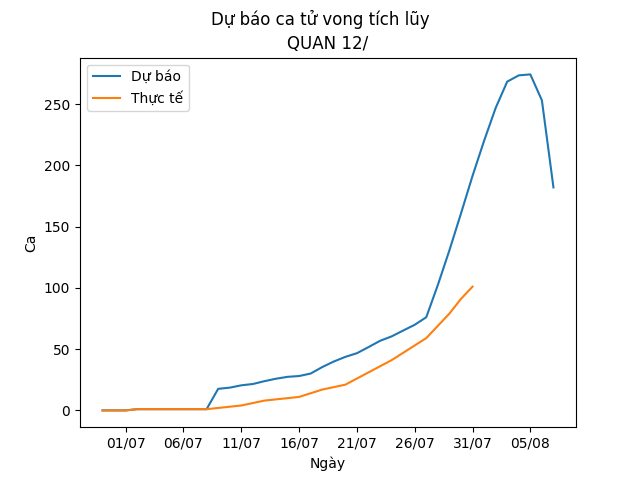 Dự báo ca tử vong tích lũy
QUAN 12/
Dự báo
Thực tế
Ca
250
200
150
100
50
0
01/07 06/07 11/07 16/07 21/07 26/07 31/07 05/08
Ngày